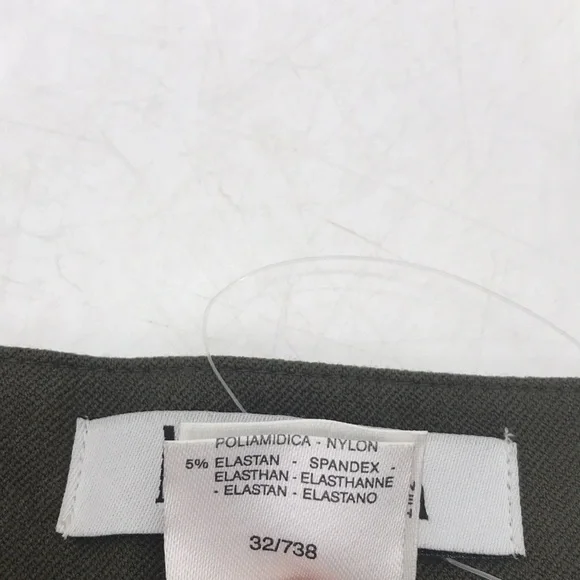 POLIAMIDICA - NYLON
5% ELASTAN - SPANDEX -
ELASTHAN - ELASTHANNE
- ELASTAN - ELASTANO
32/738